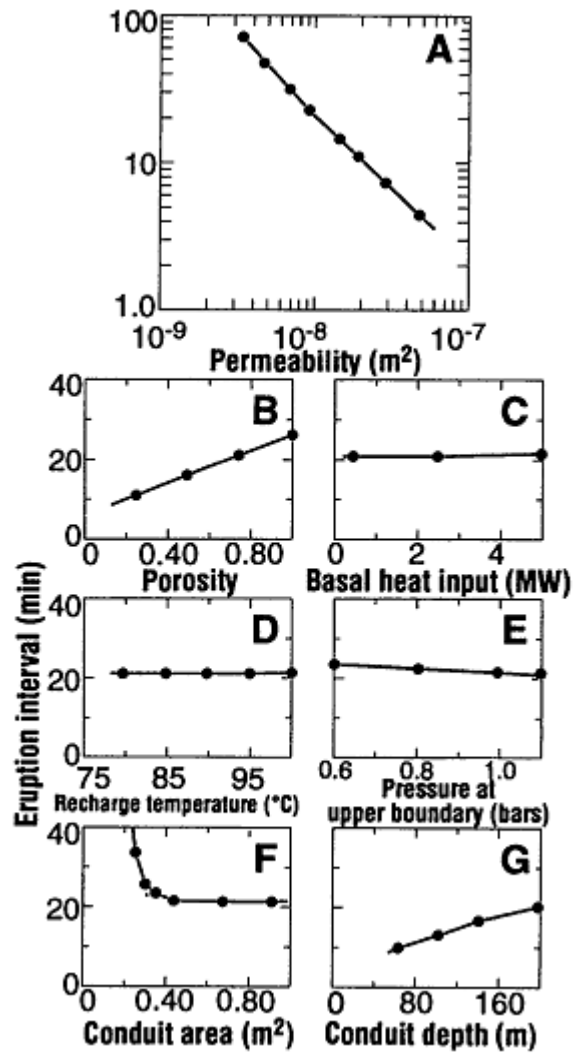 100
A
10
1.0
10-9
10-8
10-7
Permeability (m2)
40
B
C
20
0
0 0.40 0.80
0 2 4
Porosity
Basal heat input (MW)
Eruption interval (min)
40
D
E
20
0
75 85 95
0.6 0.8 1.0
Recharge temperature (°C)
Pressure at
upper boundary (bars)
40
F
G
20
0
0 0.40 0.80
0 80 160
Conduit area (m2)
Conduit depth (m)